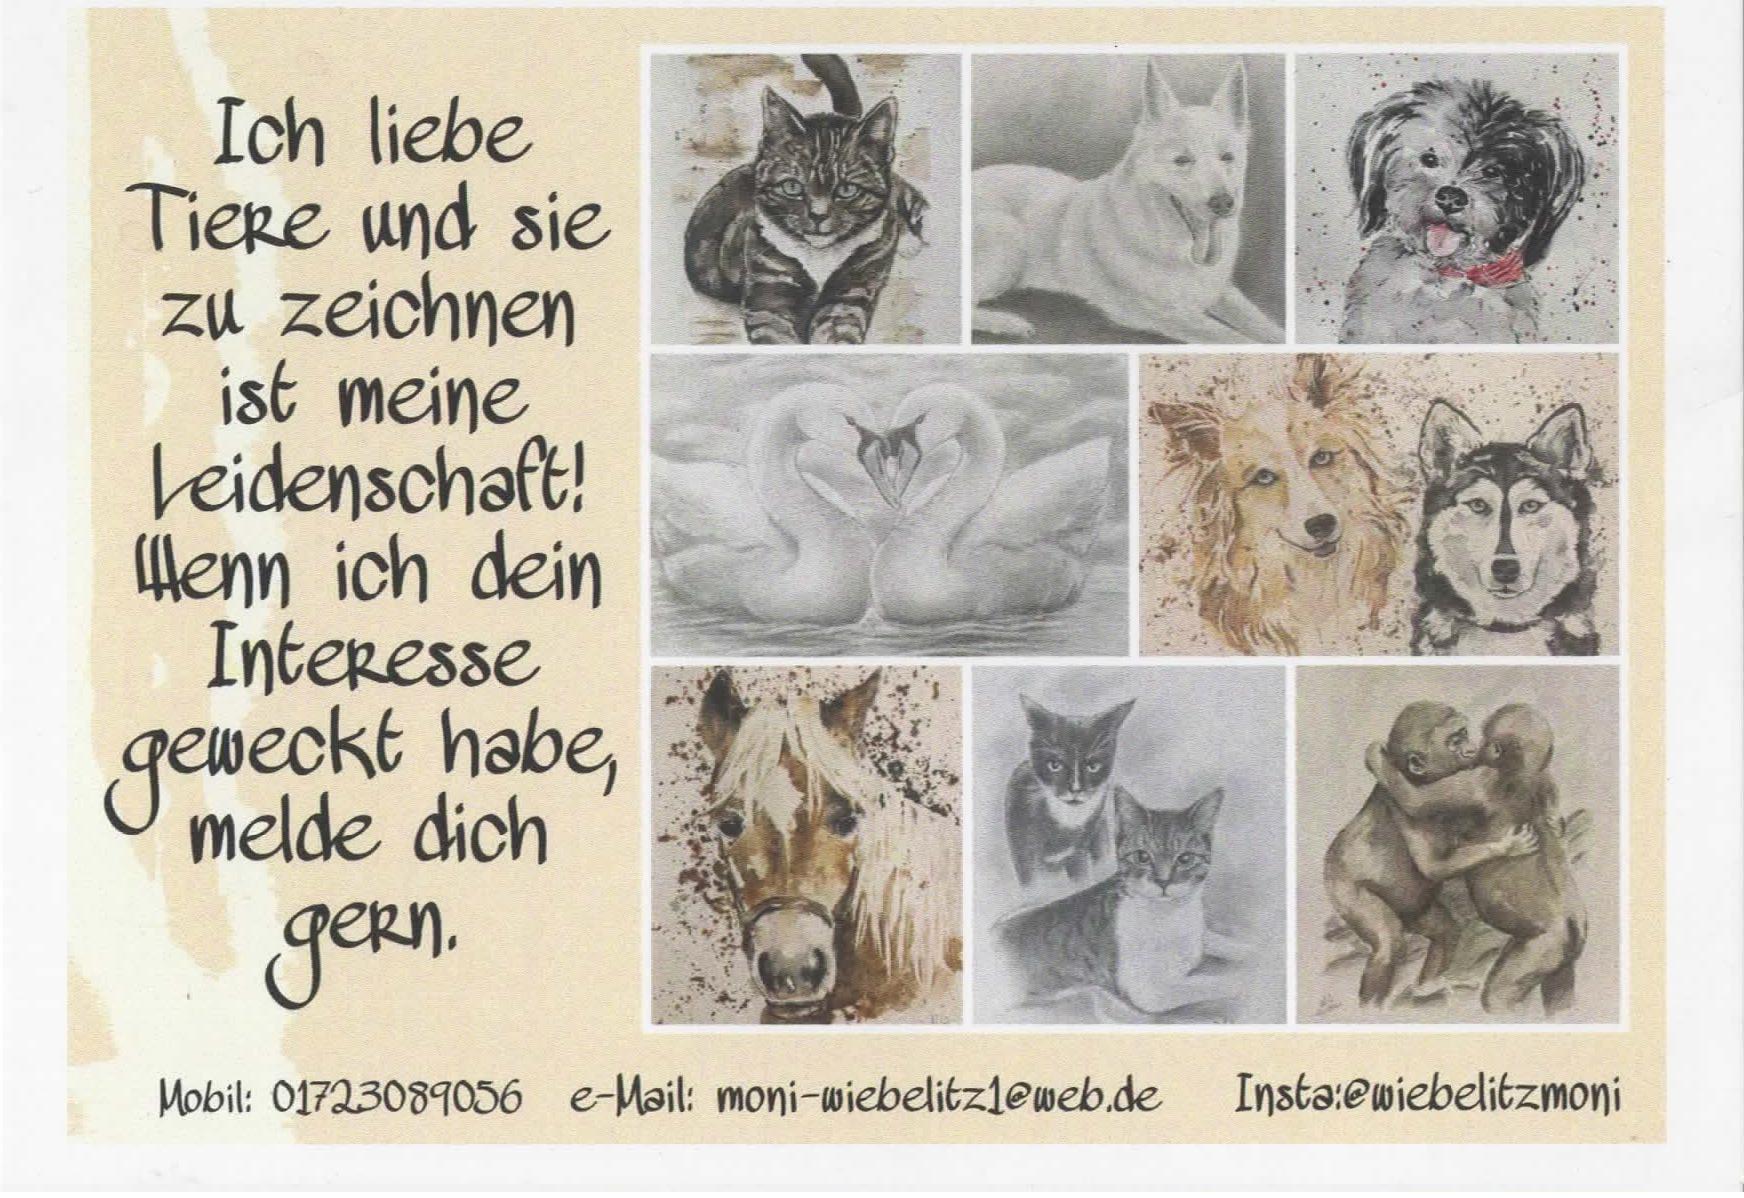 Ich liebe
Tiere und sie
zu zeichnen
ist meine
Leidenschaft!
Wenn ich dein
Interesse
geweckt habe,
melde dich
gern.
Mobil: 01723089056 e-Mail: moni-wiebelitz1@web.de Insta:@wiebelitzmoni